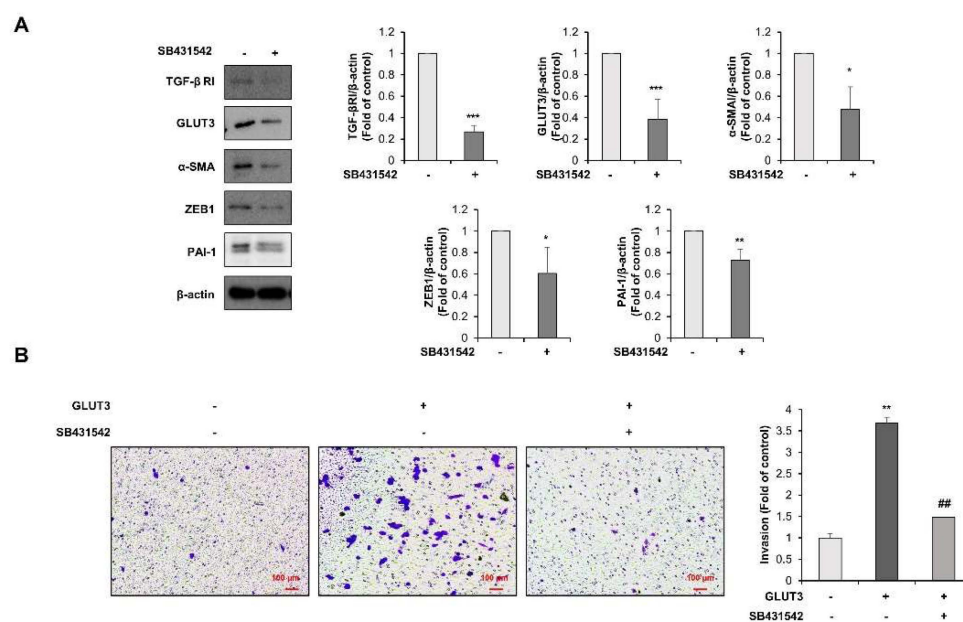 A
SB431542 - +
TGF-β RI
GLUT3
α-SMA
ZEB1
PAI-1
β-actin
TGF-βRI/β-actin
(Fold of control)
1.2
1
0.8
0.6
0.4
0.2
0
***
SB431542 - +
GLUT3/β-actin
(Fold of control)
1.2
1
0.8
0.6
0.4
0.2
0
***
SB431542 - +
α-SMAI/β-actin
(Fold of control)
1.2
1
0.8
0.6
0.4
0.2
0
*
SB431542 - +
ZEB1/β-actin
(Fold of control)
1.2
1
0.8
0.6
0.4
0.2
0
*
SB431542 - +
PAI-1/β-actin
(Fold of control)
1.2
1
0.8
0.6
0.4
0.2
0
**
SB431542 - +
B
GLUT3 - + +
SB431542 - - +
100 μm
100 μm
100 μm
Invasion (Fold of control)
4
3.5
3
2.5
2
1.5
1
0.5
0
**
##
GLUT3 - + +
SB431542 - - +